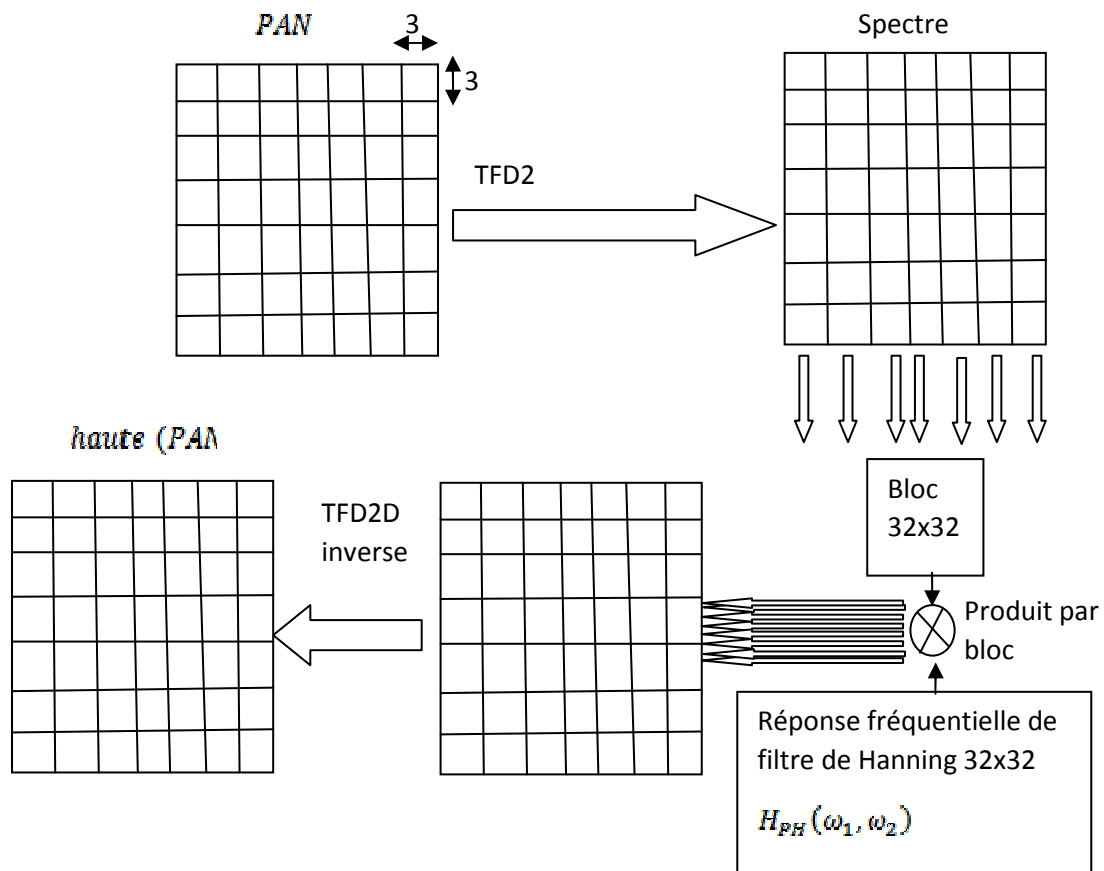 PAN
3
3
Spectre
TFD2
haute (PAN
TFD2D
inverse
Bloc
32x32
Produit par
bloc
Réponse fréquentielle de
filtre de Hanning 32x32
H_PH(ω₁, ω₂)